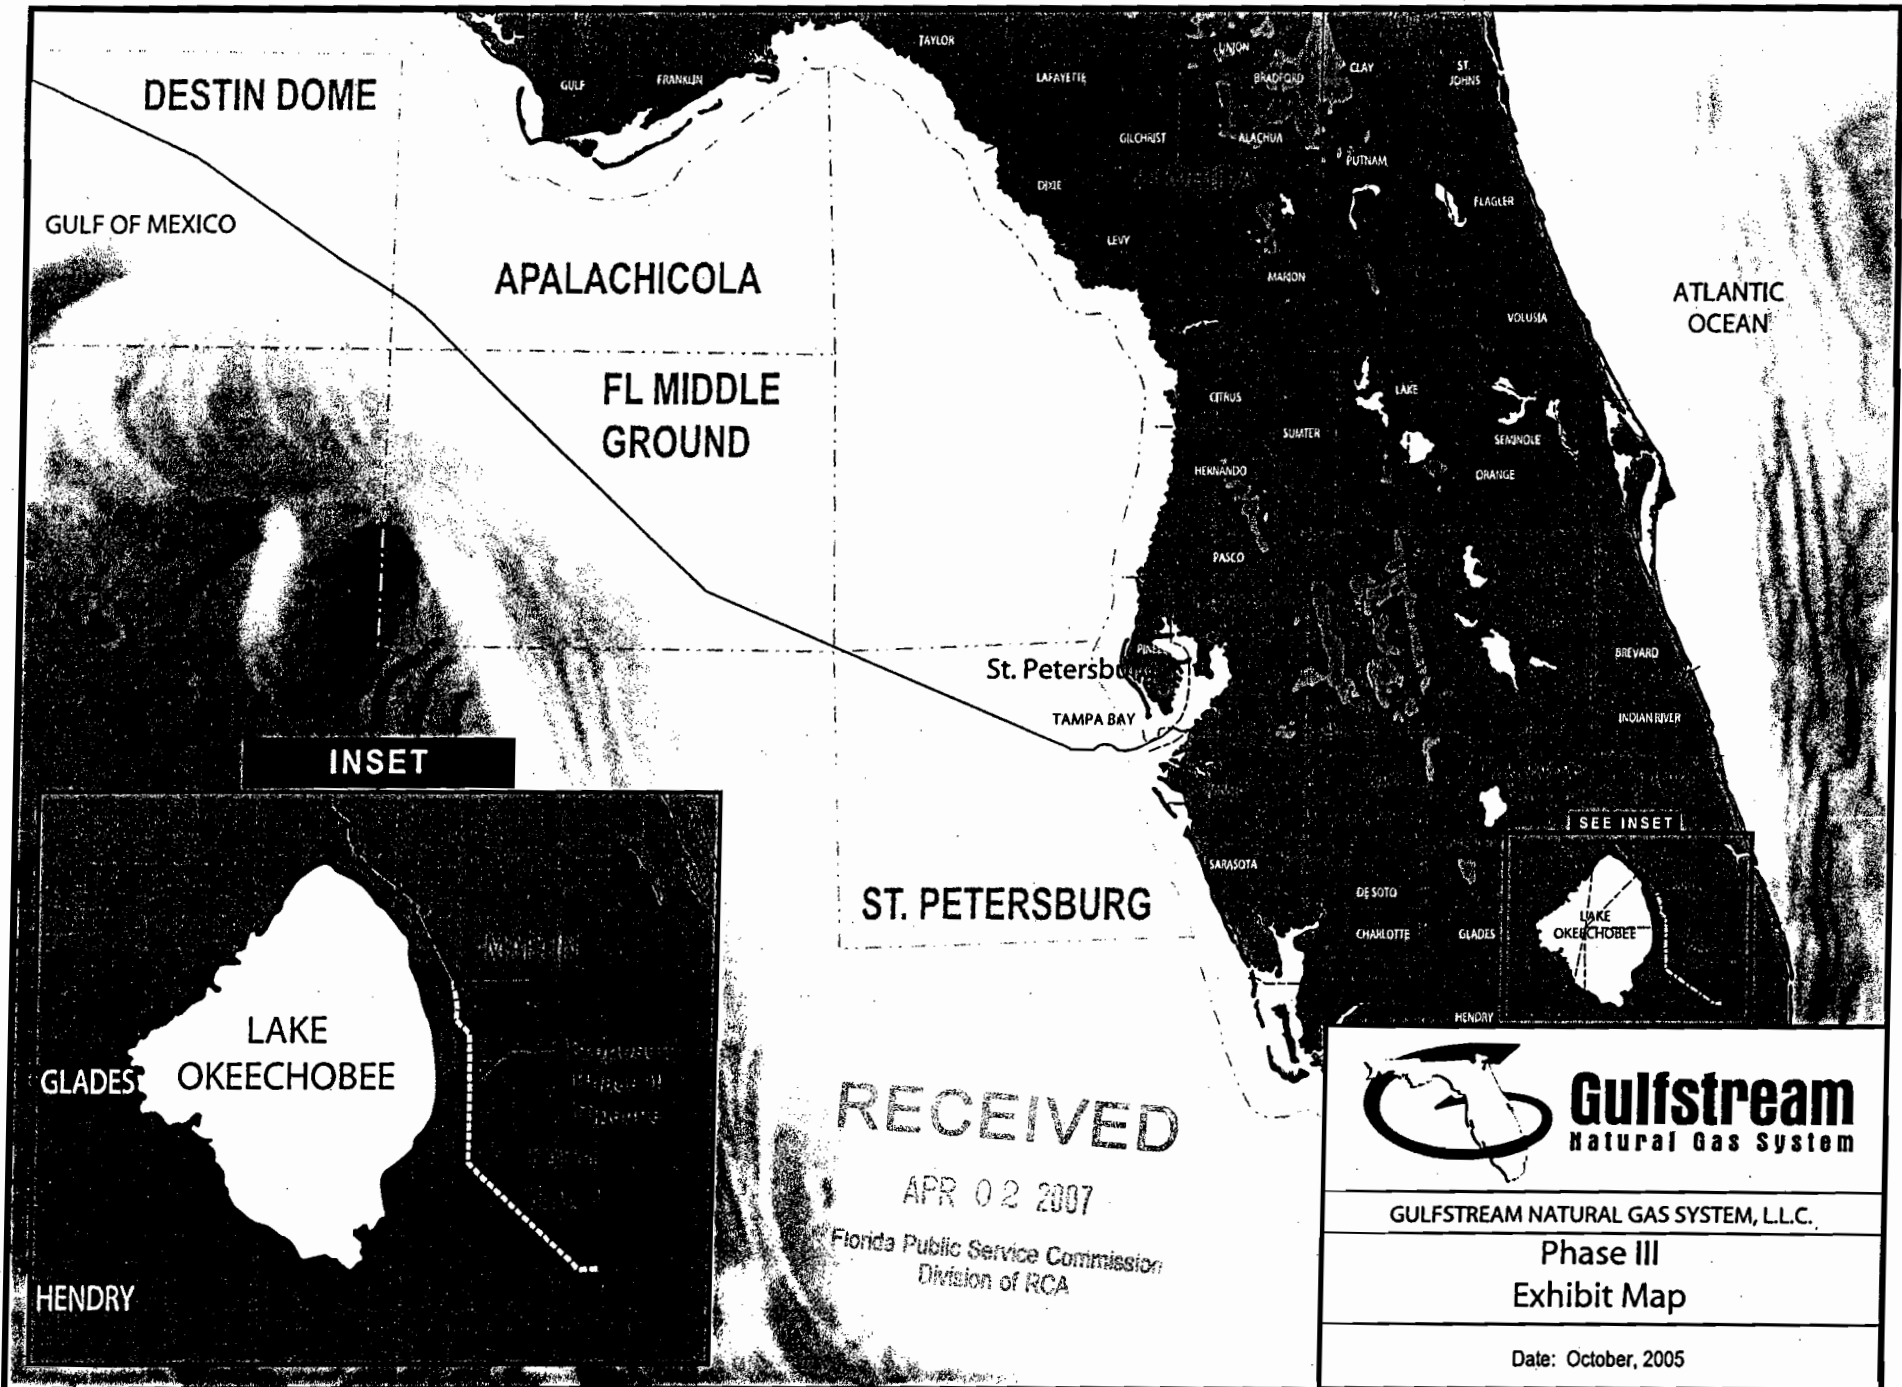 DESTIN DOME
GULF OF MEXICO
GULF
FRANKLIN
TAYLOR
LAFAYETTE
UNION
BRADFORD
CLAY
ST.
JOHNS
GILCHRIST
ALACHUA
PUTNAM
DIXIE
FLAGLER
LEVY
MARION
APALACHICOLA
VOLUSIA
ATLANTIC
OCEAN
FL MIDDLE
GROUND
CITRUS
LAKE
SUMTER
SEMINOLE
HERNANDO
ORANGE
PASCO
St. Petersbu
TAMPA BAY
BREVARD
INDIAN RIVER
INSET
SEE INSET
SARASOTA
DE SOTO
ST. PETERSBURG
CHARLOTTE
GLADES
LAKE
OKEECHOBEE
HENDRY
LAKE
OKEECHOBEE
GLADES
HENDRY
RECEIVED
APR 02 2007
Florida Public Service Commission
Division of RCA
Gulfstream
Natural Gas System
GULFSTREAM NATURAL GAS SYSTEM, L.L.C.
Phase III
Exhibit Map
Date: October, 2005